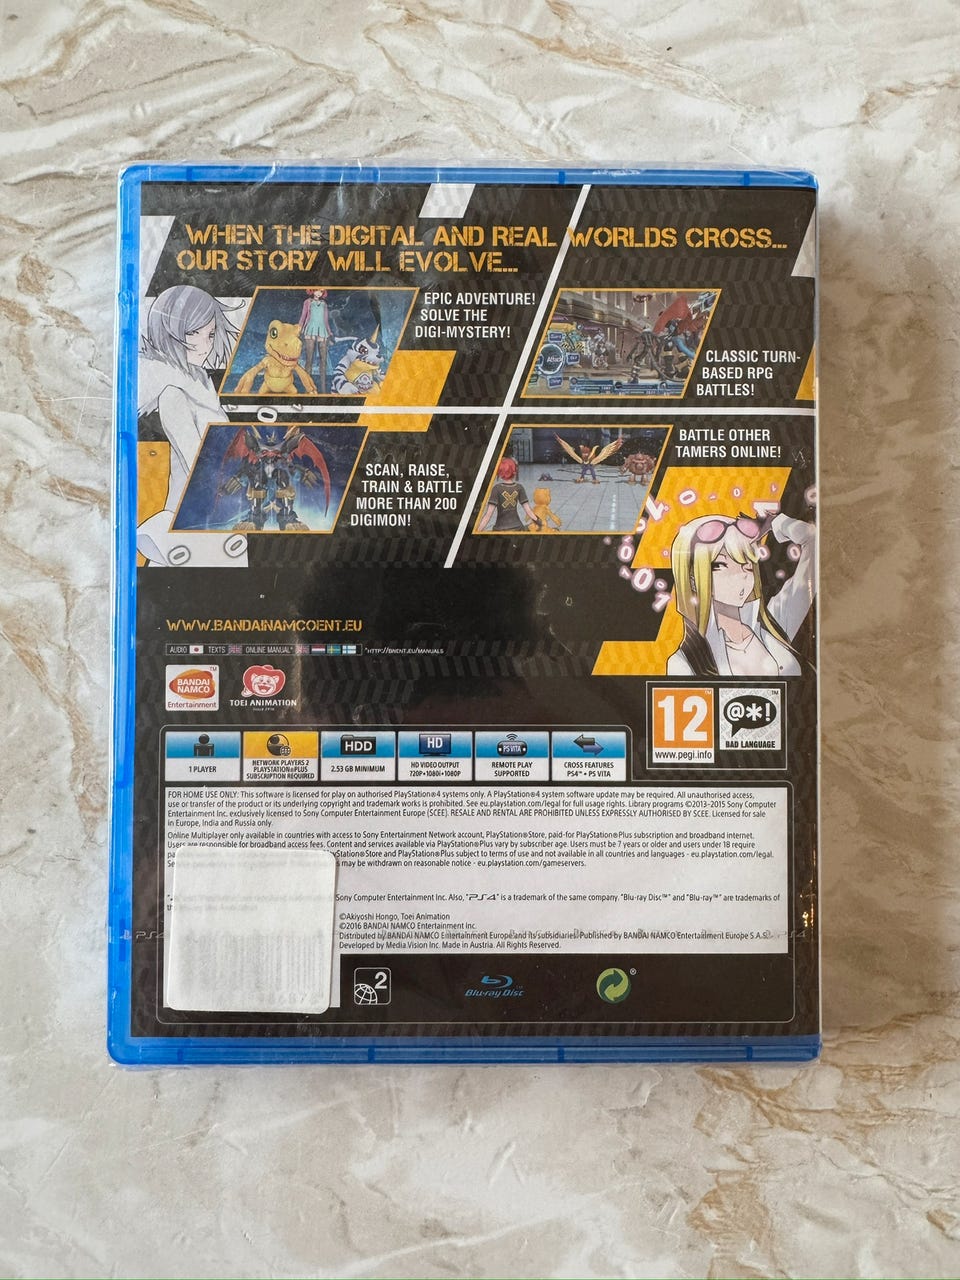 WHEN THE DIGITAL AND REAL WORLDS CROSS...
OUR STORY WILL EVOLVE...
EPIC ADVENTURE!
SOLVE THE
DIGI-MYSTERY!
CLASSIC TURN-
BASED RPG
BATTLES!
SCAN, RAISE,
TRAIN & BATTLE
MORE THAN 200
DIGIMON!
BATTLE OTHER
TAMERS ONLINE!
WWW.BANDAINAMCOENT.EU
AUDIO TEXTS ONLINE MANUAL* *HTTP://BNENT.EU/MANUALS
BANDAI
NAMCO
Entertainment
TM
TOEI ANIMATION
12
www.pegi.info
@*!
BAD LANGUAGE
1 PLAYER
NETWORK PLAYERS 2
PLAYSTATION®PLUS
SUBSCRIPTION REQUIRED
HDD
2.53 GB MINIMUM
HD
HD VIDEO OUTPUT
720P•1080i•1080P
PS VITA
REMOTE PLAY
SUPPORTED
CROSS FEATURES
PS4™ • PS VITA
FOR HOME USE ONLY: This software is licensed for play on authorised PlayStation®4 systems only. A PlayStation®4 system software update may be required. All unauthorised access,
use or transfer of the product or its underlying copyright and trademark works is prohibited. See eu.playstation.com/legal for full usage rights. Library programs ©2013-2015 Sony Computer
Entertainment Inc. exclusively licensed to Sony Computer Entertainment Europe (SCEE). RESALE AND RENTAL ARE PROHIBITED UNLESS EXPRESSLY AUTHORISED BY SCEE. Licensed for sale
in Europe, India and Russia only.
Online Multiplayer only available in countries with access to Sony Entertainment Network account, PlayStation®Store, paid-for PlayStation®Plus subscription and broadband internet.
Users are responsible for broadband access fees. Content and services available via PlayStation®Plus vary by subscriber age. Users must be 7 years or older and users under 18 require
PlayStation®Store and PlayStation®Plus subject to terms of use and not available in all countries and languages - eu.playstation.com/legal.
may be withdrawn on reasonable notice - eu.playstation.com/gameservers.
Sony Computer Entertainment Inc. Also, "PS4" is a trademark of the same company. "Blu-ray Disc™" and "Blu-ray™" are trademarks of
©Akiyoshi Hongo, Toei Animation
©2016 BANDAI NAMCO Entertainment Inc.
Distributed by BANDAI NAMCO Entertainment Europe and its subsidiaries. Published by BANDAI NAMCO Entertainment Europe S.A.S.
Developed by Media.Vision Inc. Made in Austria. All Rights Reserved.
2
Blu-ray Disc